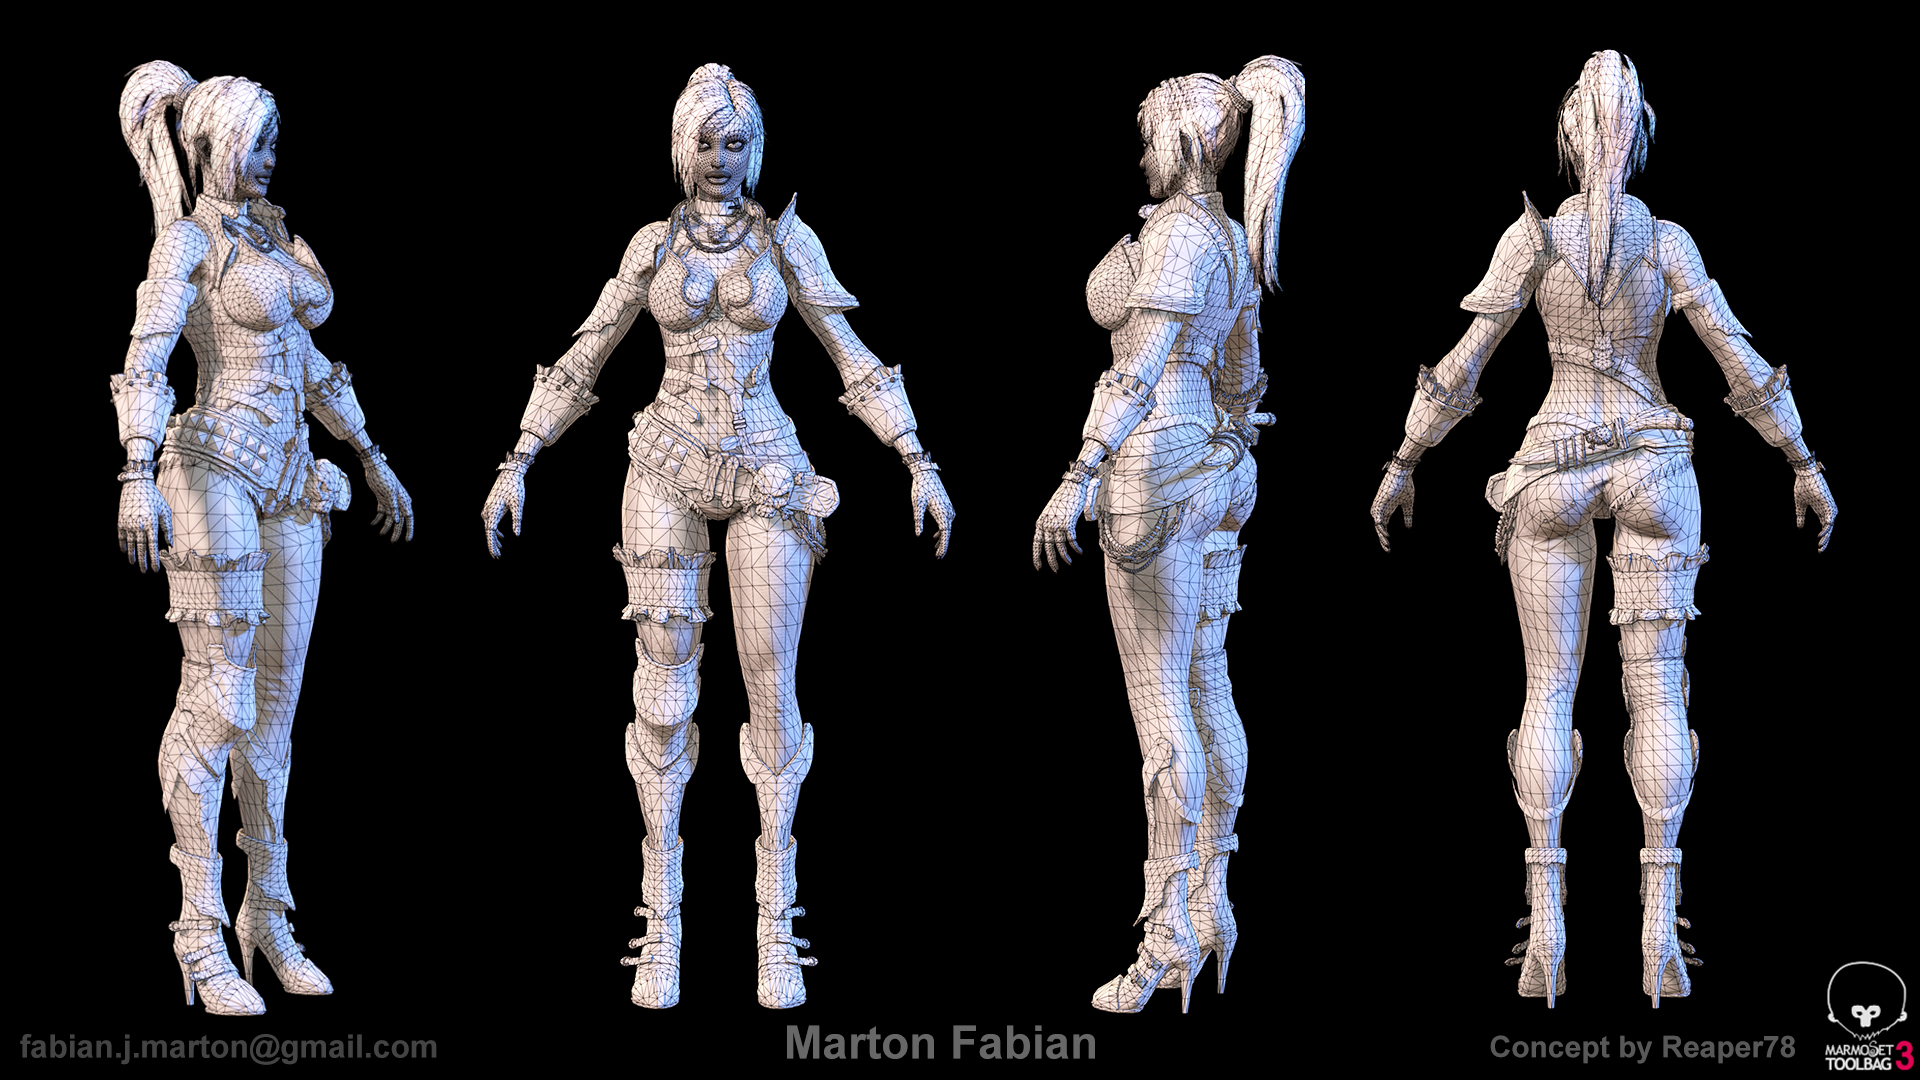 fabian.j.marton@gmail.com
Marton Fabian
Concept by Reaper78
MARMOSET
TOOLBAG 3